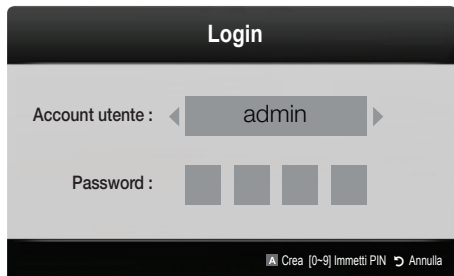 Login
Account utente : admin
Password :
A Crea [0~9] Immetti PIN Annulla